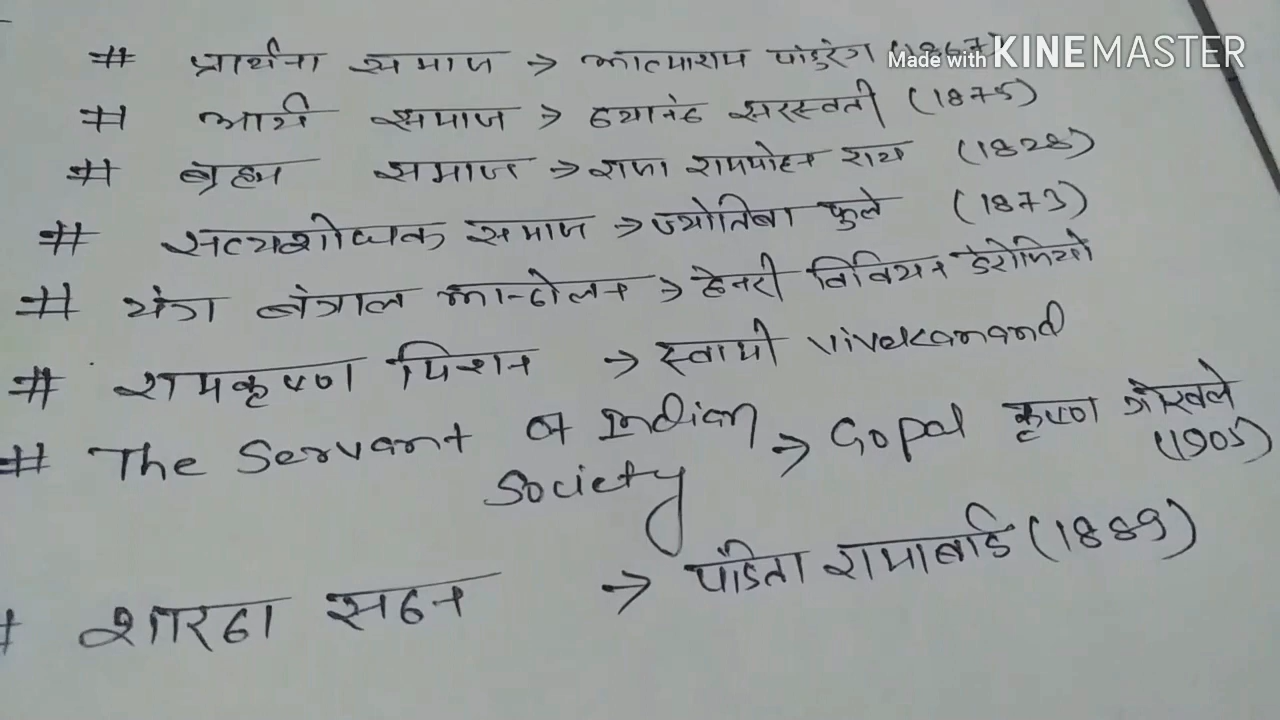 # प्रार्थना समाज → आत्माराम पांडुरंग (1867)
Made with KINEMASTER
# आर्य समाज → दयानंद सरस्वती (1875)
# ब्रह्म समाज → राजा राममोहन राय (1828)
# सत्यशोधक समाज → ज्योतिबा फुले (1873)
# यंग बंगाल आन्दोलन → हेनरी विवियन डेरोजियो
# रामकृष्ण मिशन → स्वामी Vivekanand
# The Servant of Indian Society → Gopal कृष्ण गोखले (1905)
# शारदा सदन → पंडिता रामाबाई (1889)